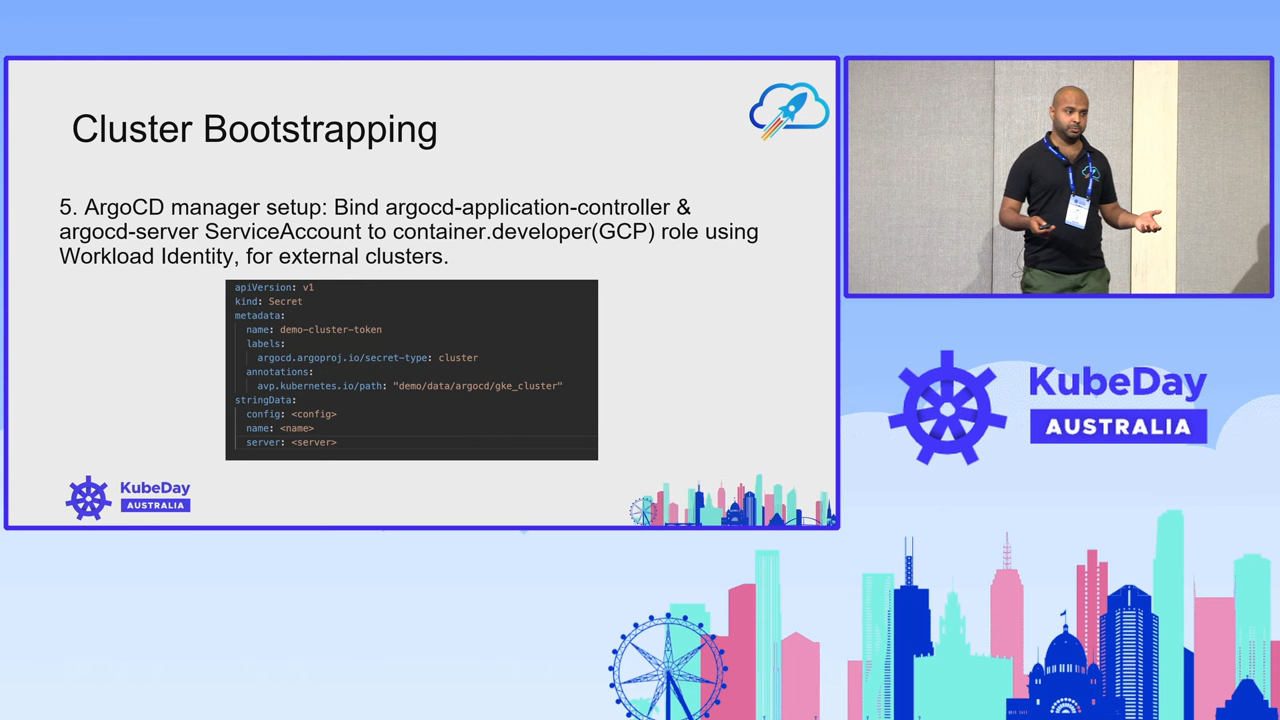 Cluster Bootstrapping
5. ArgoCD manager setup: Bind argocd-application-controller &
argocd-server ServiceAccount to container.developer(GCP) role using
Workload Identity, for external clusters.
apiVersion: v1
kind: Secret
metadata:
name: demo-cluster-token
labels:
argocd.argoproj.io/secret-type: cluster
annotations:
avp.kubernetes.io/path: "demo/data/argocd/gke_cluster"
stringData:
config: <config>
name: <name>
server: <server>
KubeDay
AUSTRALIA
KubeDay
AUSTRALIA